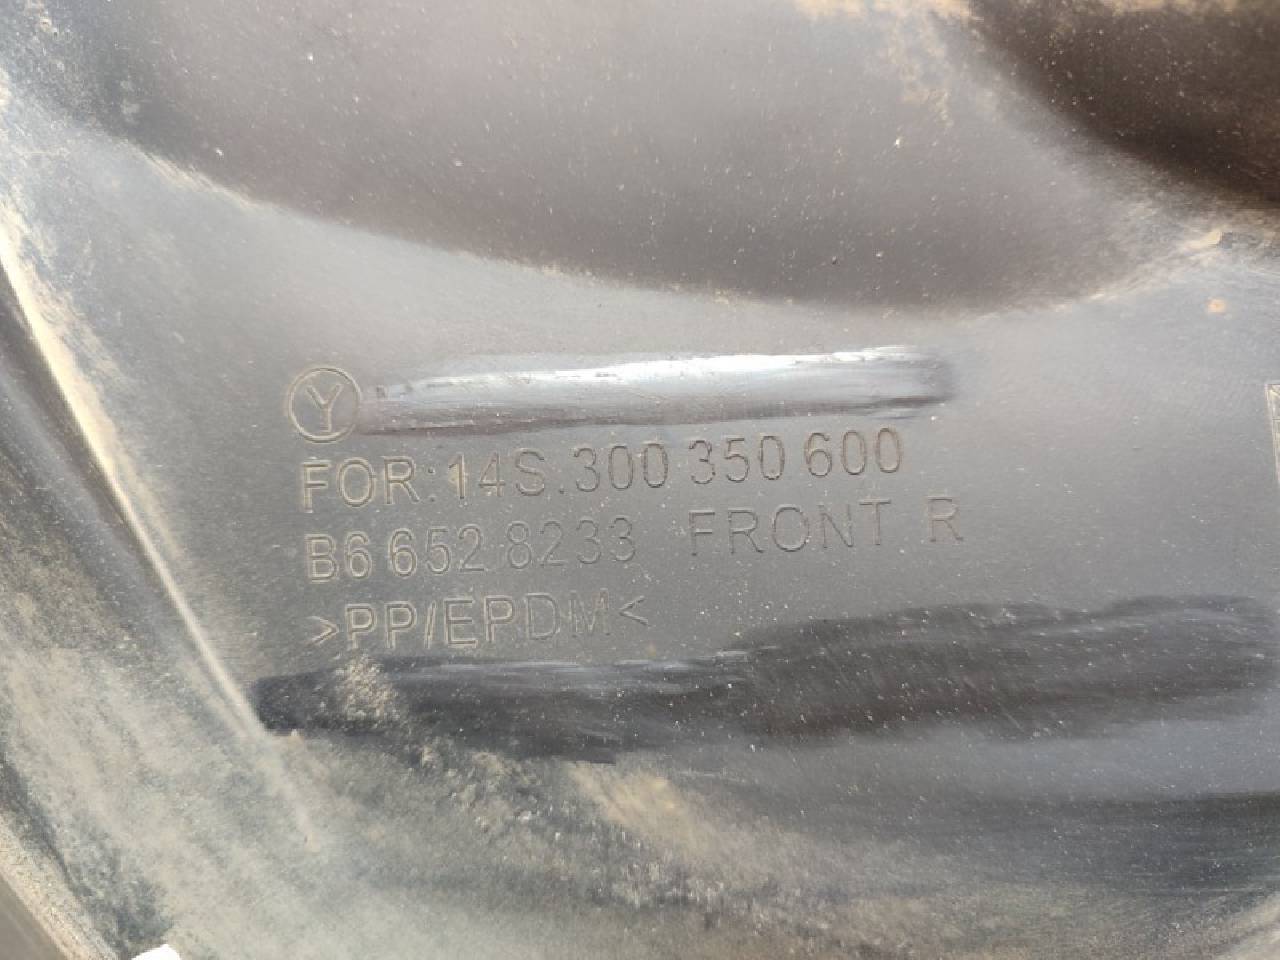 Y
FOR:14S.300 350 600
B6 652 8233 FRONT R
>PP/EPDM<